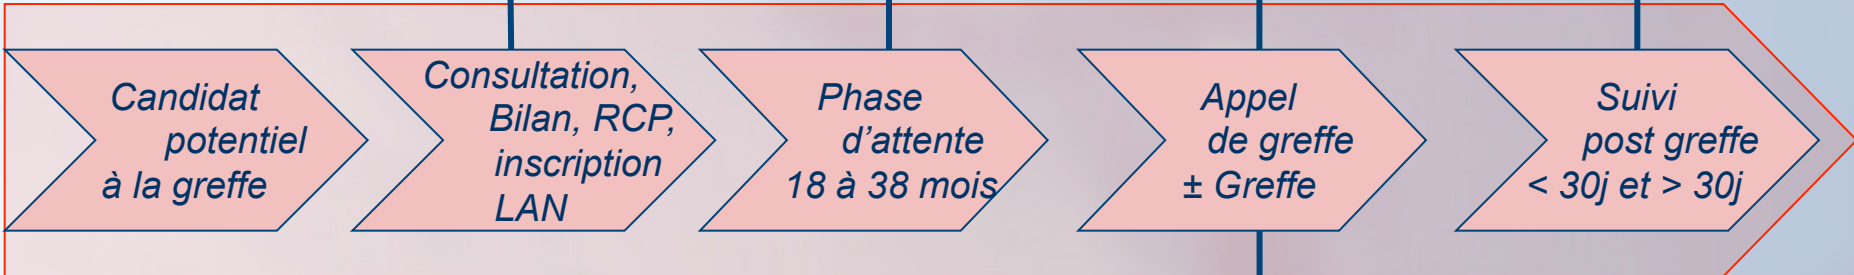 Candidat
potentiel
à la greffe
Consultation,
Bilan, RCP,
inscription
LAN
Phase
d’attente
18 à 38 mois
Appel
de greffe
± Greffe
Suivi
post greffe
< 30j et > 30j